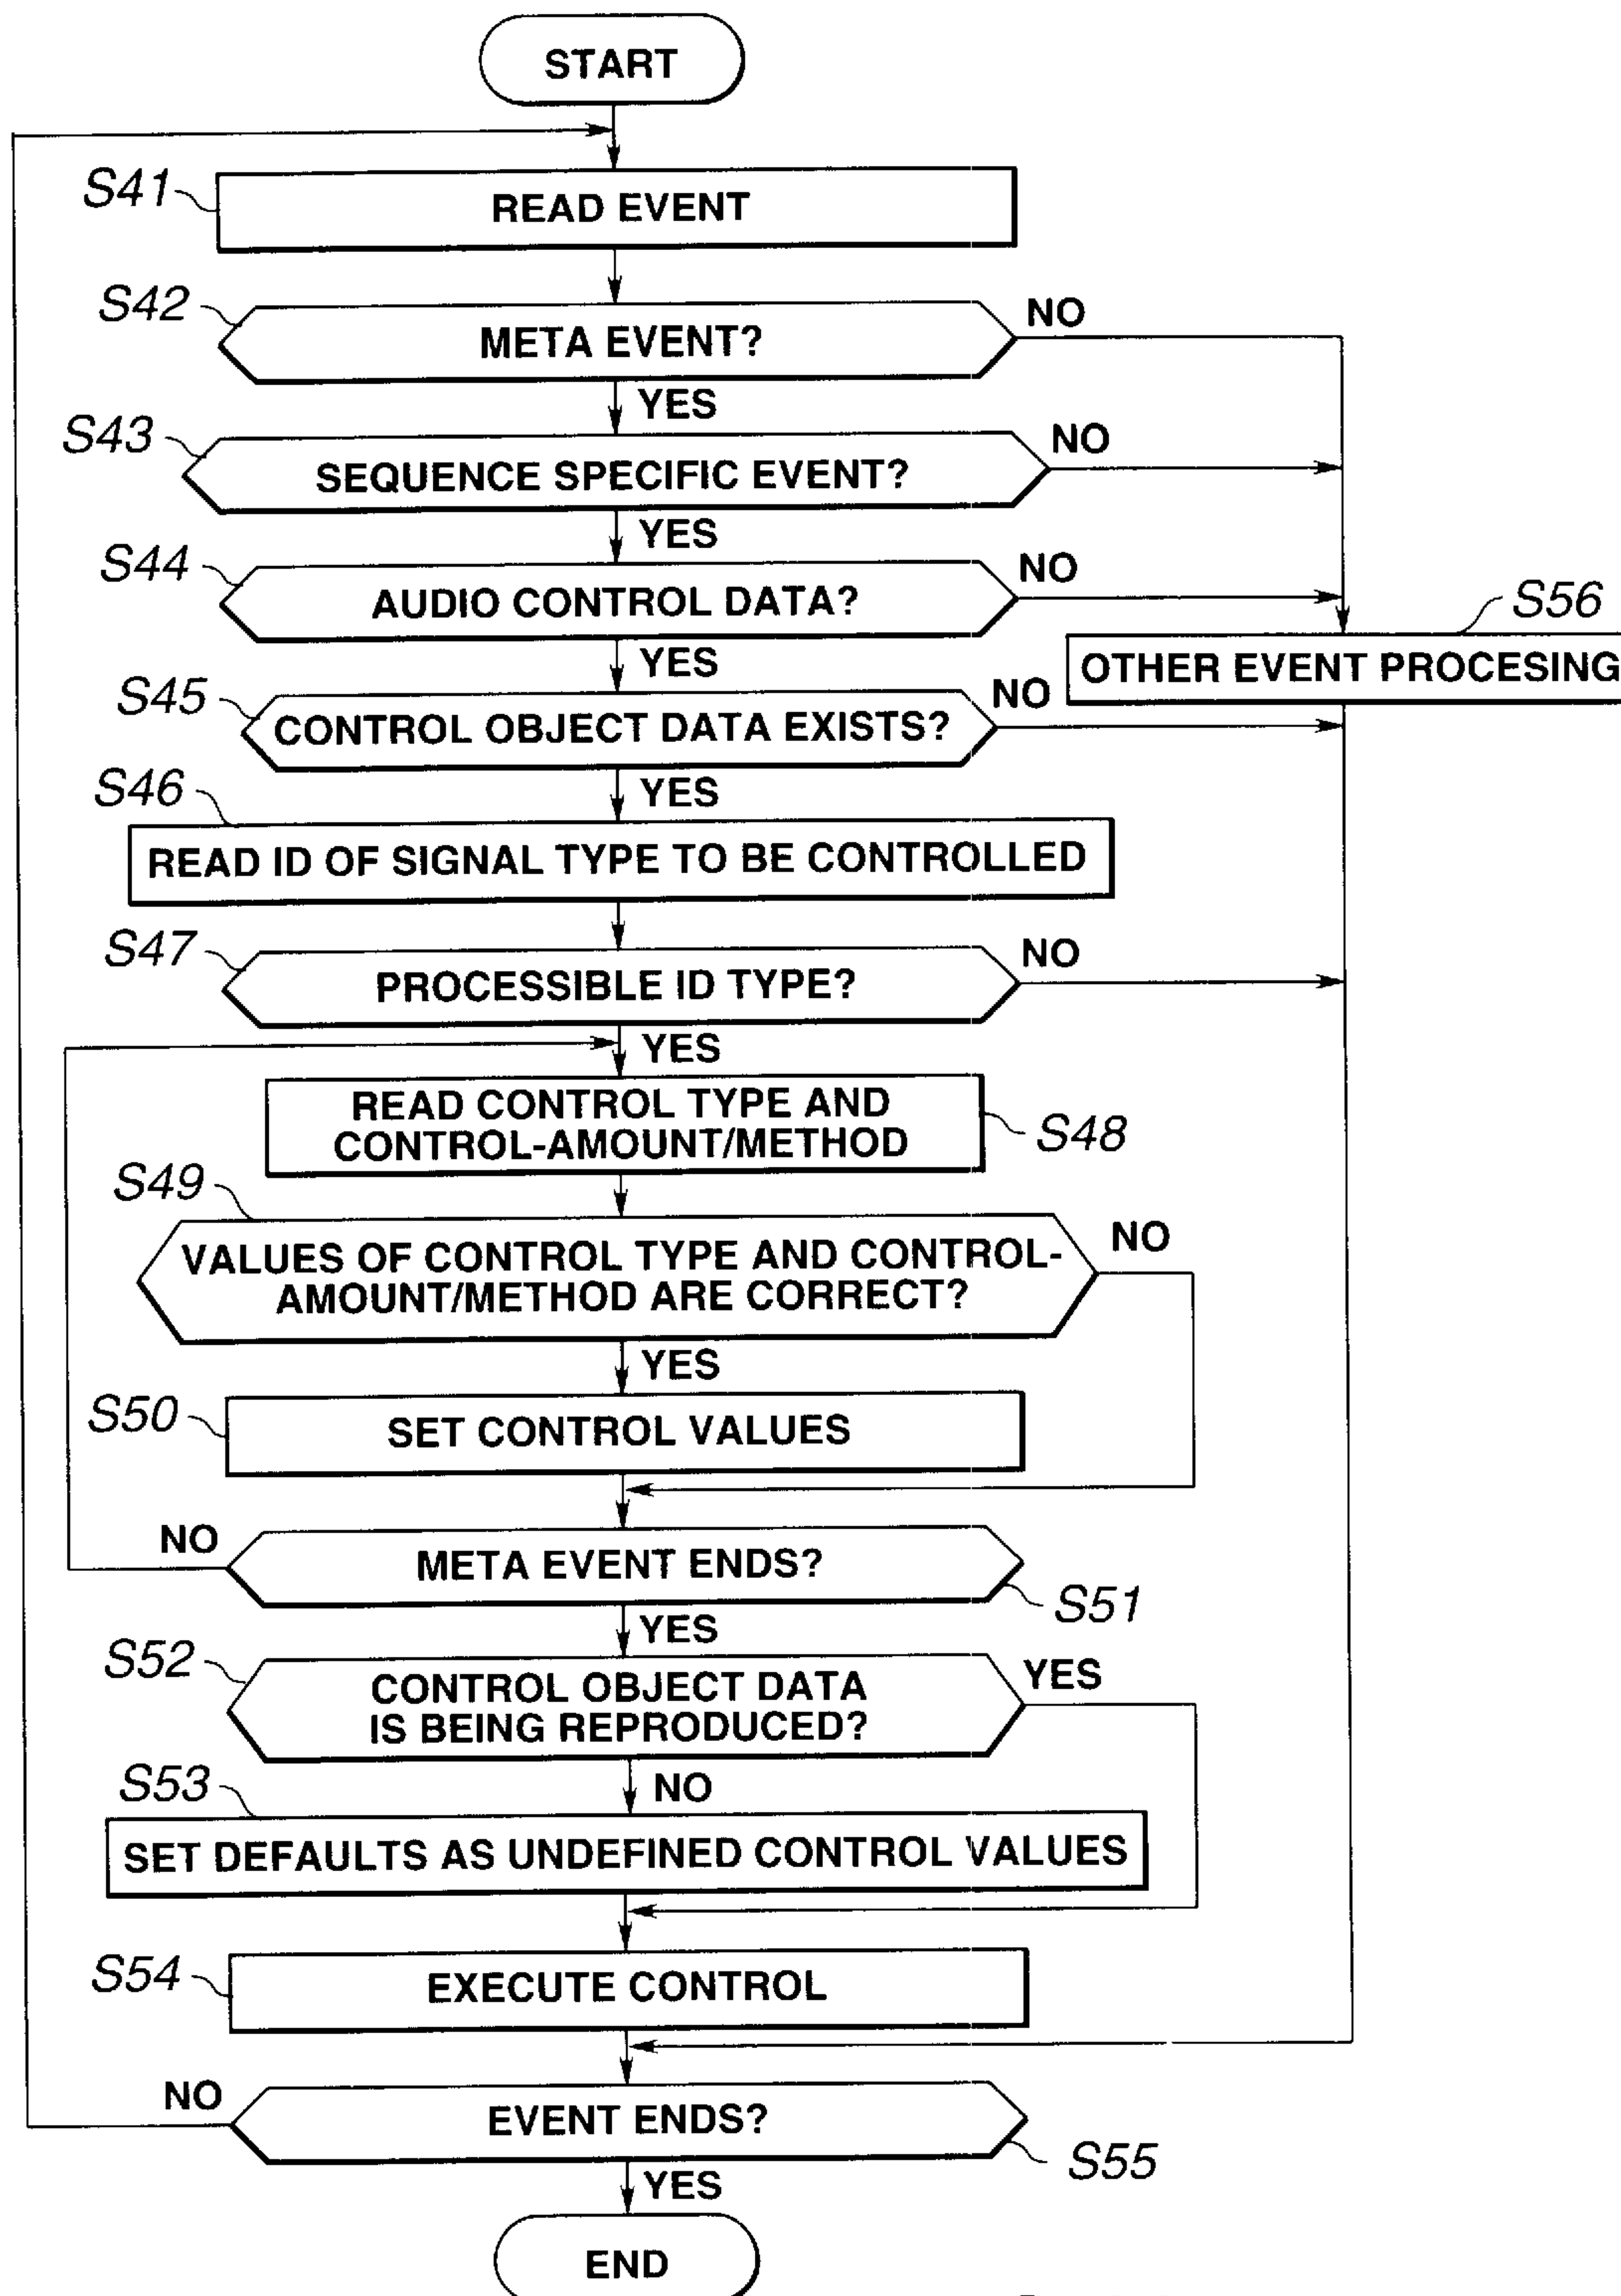 START
S41
READ EVENT
S42
META EVENT?
NO
YES
S43
SEQUENCE SPECIFIC EVENT?
NO
YES
S44
AUDIO CONTROL DATA?
NO
YES
S56
OTHER EVENT PROCESING
S45
CONTROL OBJECT DATA EXISTS?
NO
YES
S46
READ ID OF SIGNAL TYPE TO BE CONTROLLED
S47
PROCESSIBLE ID TYPE?
NO
YES
READ CONTROL TYPE AND
CONTROL-AMOUNT/METHOD
S48
S49
VALUES OF CONTROL TYPE AND CONTROL-
AMOUNT/METHOD ARE CORRECT?
NO
YES
S50
SET CONTROL VALUES
NO
META EVENT ENDS?
S51
YES
S52
CONTROL OBJECT DATA
IS BEING REPRODUCED?
YES
NO
S53
SET DEFAULTS AS UNDEFINED CONTROL VALUES
S54
EXECUTE CONTROL
NO
EVENT ENDS?
S55
YES
END